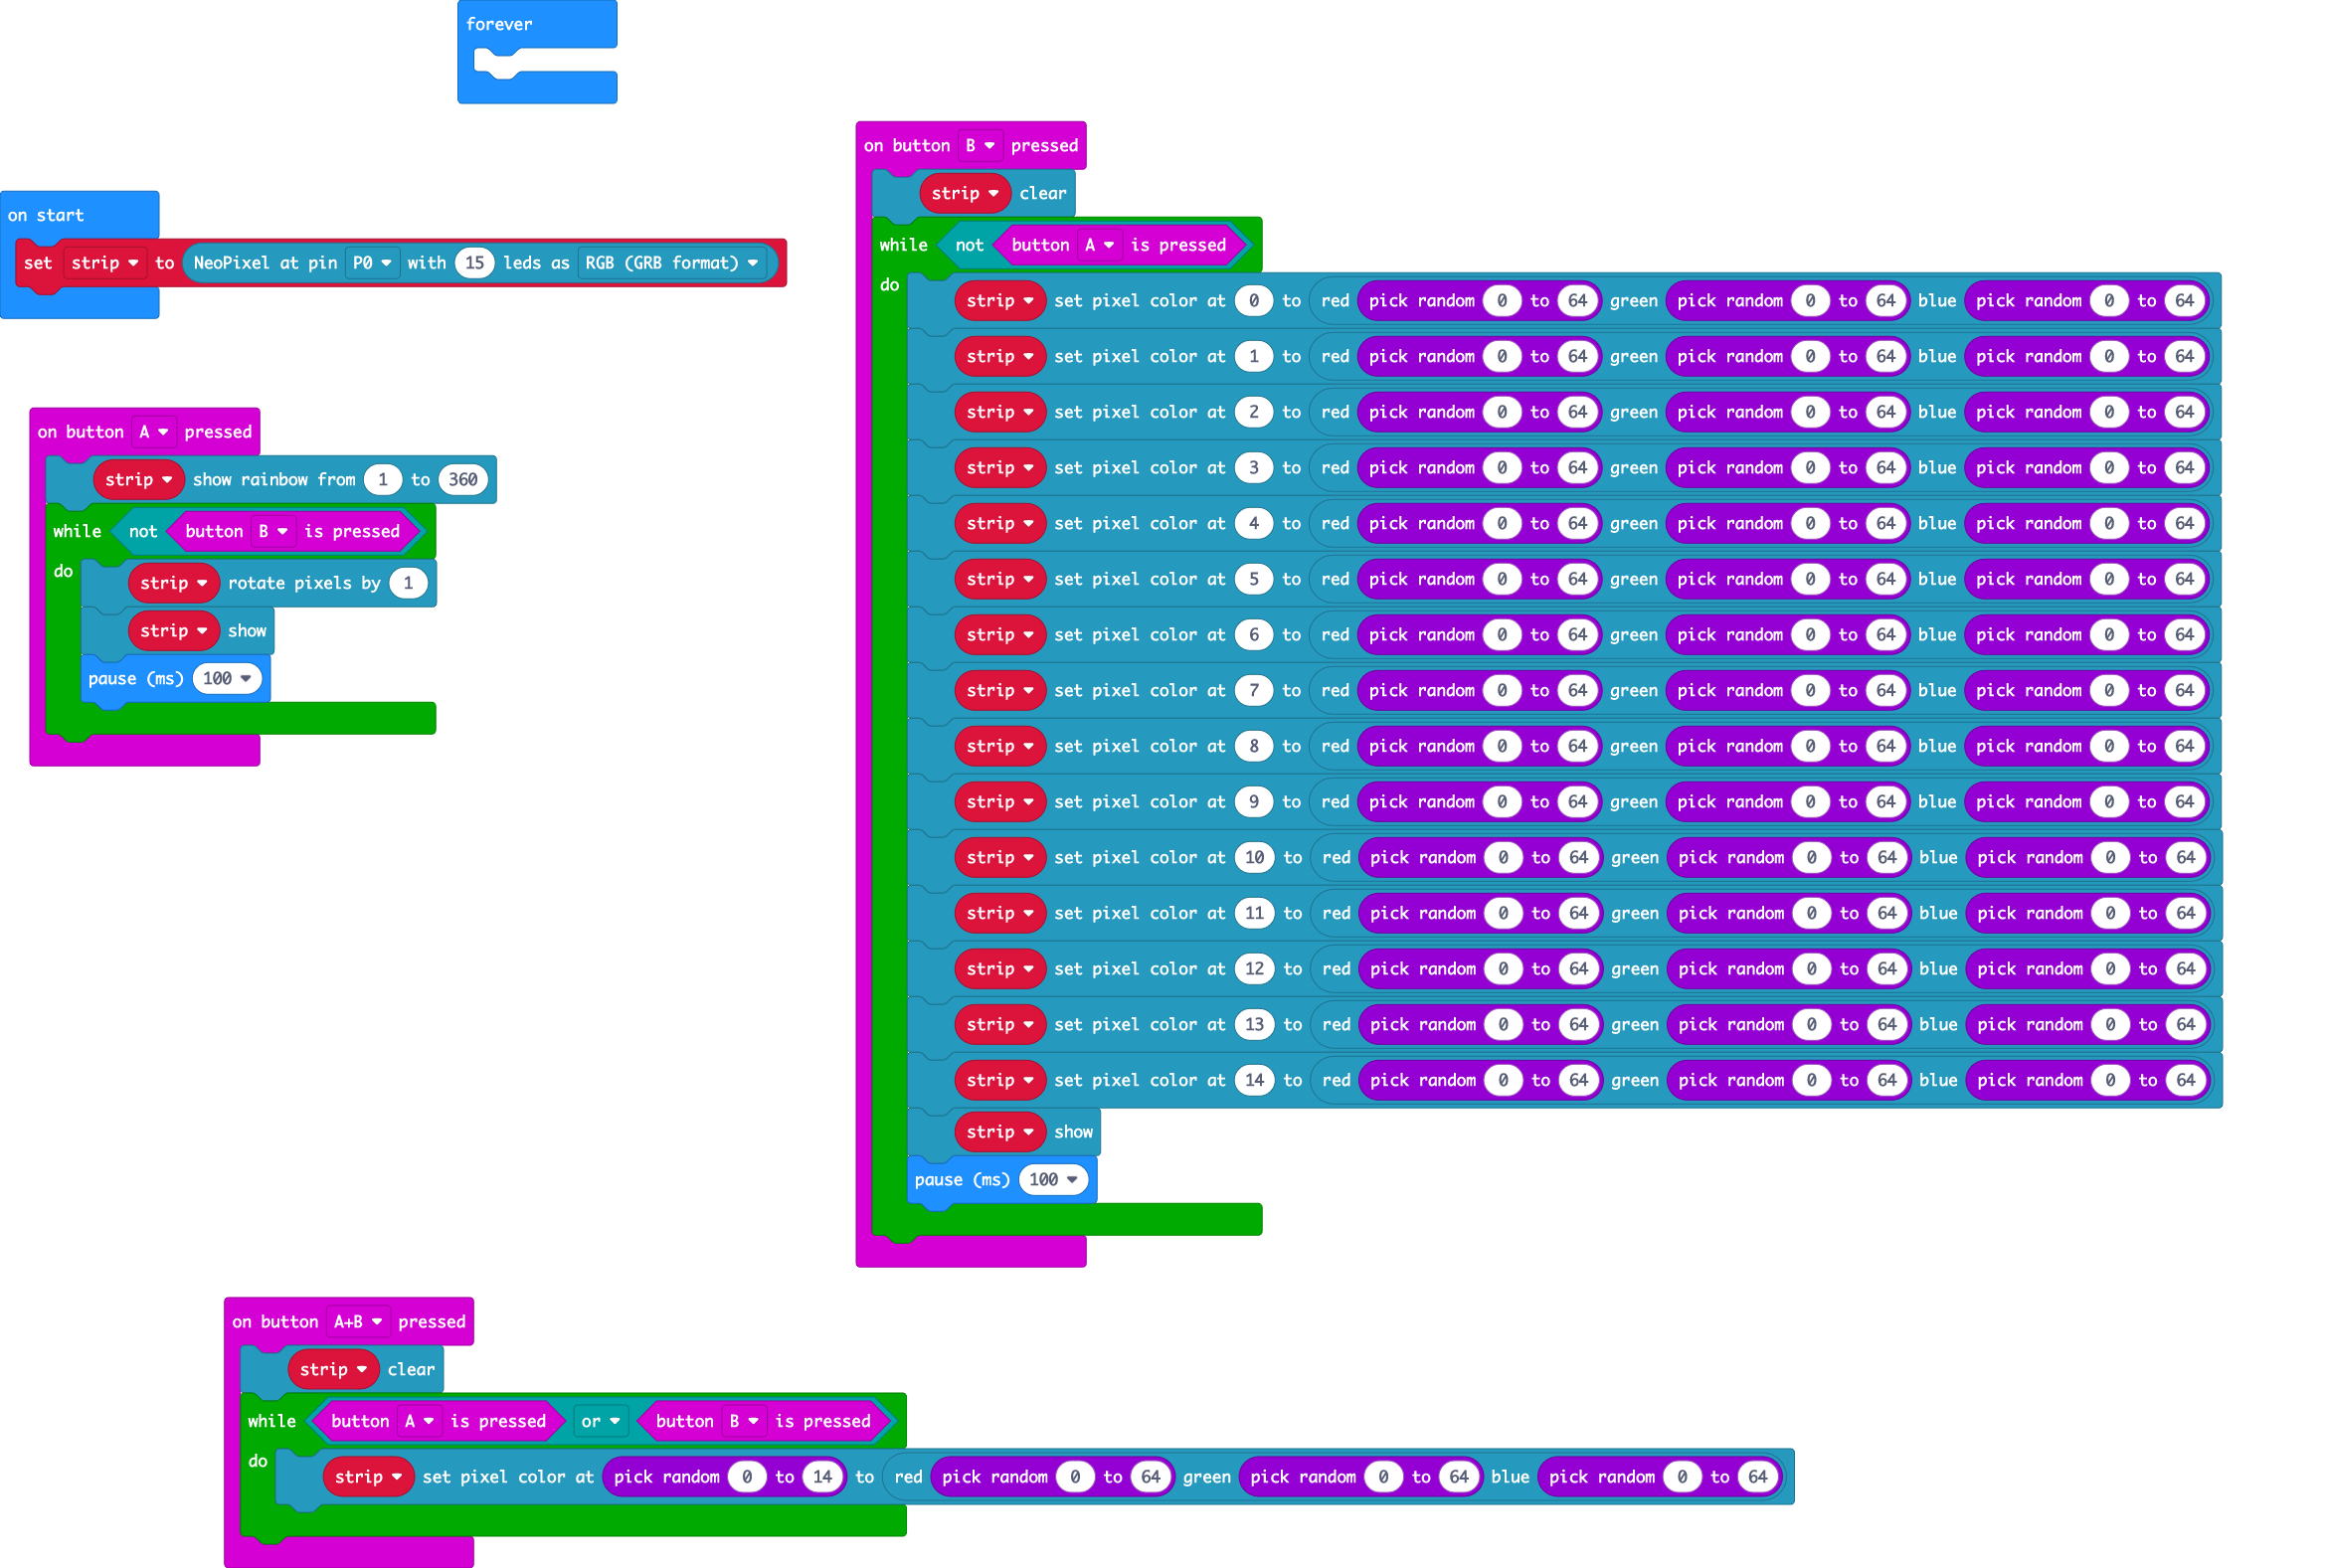 forever
on start
set strip to NeoPixel at pin P0 with 15 leds as RGB (GRB format)
on button A pressed
strip show rainbow from 1 to 360
while not button B is pressed
do
strip rotate pixels by 1
strip show
pause (ms) 100
on button B pressed
strip clear
while not button A is pressed
do
strip set pixel color at 0 to red pick random 0 to 64 green pick random 0 to 64 blue pick random 0 to 64
strip set pixel color at 1 to red pick random 0 to 64 green pick random 0 to 64 blue pick random 0 to 64
strip set pixel color at 2 to red pick random 0 to 64 green pick random 0 to 64 blue pick random 0 to 64
strip set pixel color at 3 to red pick random 0 to 64 green pick random 0 to 64 blue pick random 0 to 64
strip set pixel color at 4 to red pick random 0 to 64 green pick random 0 to 64 blue pick random 0 to 64
strip set pixel color at 5 to red pick random 0 to 64 green pick random 0 to 64 blue pick random 0 to 64
strip set pixel color at 6 to red pick random 0 to 64 green pick random 0 to 64 blue pick random 0 to 64
strip set pixel color at 7 to red pick random 0 to 64 green pick random 0 to 64 blue pick random 0 to 64
strip set pixel color at 8 to red pick random 0 to 64 green pick random 0 to 64 blue pick random 0 to 64
strip set pixel color at 9 to red pick random 0 to 64 green pick random 0 to 64 blue pick random 0 to 64
strip set pixel color at 10 to red pick random 0 to 64 green pick random 0 to 64 blue pick random 0 to 64
strip set pixel color at 11 to red pick random 0 to 64 green pick random 0 to 64 blue pick random 0 to 64
strip set pixel color at 12 to red pick random 0 to 64 green pick random 0 to 64 blue pick random 0 to 64
strip set pixel color at 13 to red pick random 0 to 64 green pick random 0 to 64 blue pick random 0 to 64
strip set pixel color at 14 to red pick random 0 to 64 green pick random 0 to 64 blue pick random 0 to 64
strip show
pause (ms) 100
on button A+B pressed
strip clear
while button A is pressed or button B is pressed
do
strip set pixel color at pick random 0 to 14 to red pick random 0 to 64 green pick random 0 to 64 blue pick random 0 to 64